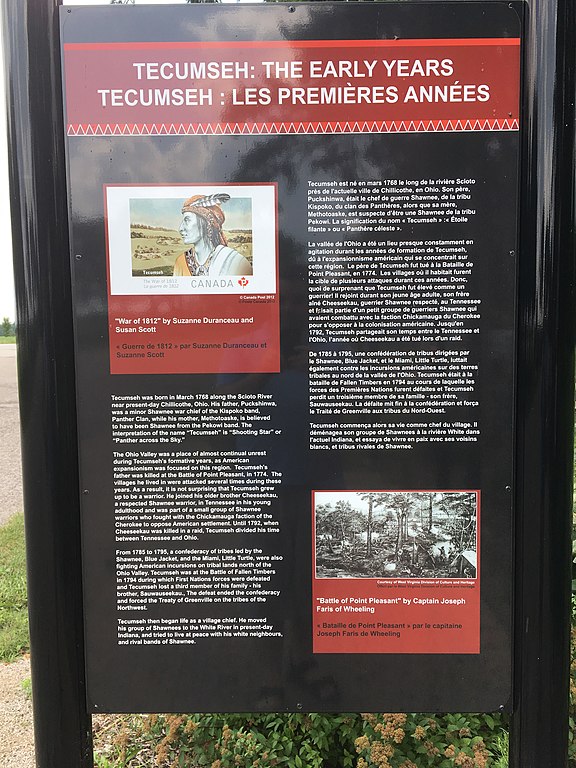 TECUMSEH: THE EARLY YEARS
TECUMSEH : LES PREMIÈRES ANNÉES
Tecumseh
The War of 1812
La guerre de 1812
CANADA P
© Canada Post 2012
"War of 1812" by Suzanne Duranceau and
Susan Scott
« Guerre de 1812 » par Suzanne Duranceau et
Suzanne Scott
Tecumseh was born in March 1768 along the Scioto River
near present-day Chillicothe, Ohio. His father, Puckshinwa,
was a minor Shawnee war chief of the Kispoko band,
Panther Clan, while his mother, Methotoaske, is believed
to have been Shawnee from the Pekowi band. The
interpretation of the name "Tecumseh" is "Shooting Star" or
"Panther across the Sky."
The Ohio Valley was a place of almost continual unrest
during Tecumseh's formative years, as American
expansionism was focused on this region. Tecumseh's
father was killed at the Battle of Point Pleasant, in 1774. The
villages he lived in were attacked several times during these
years. As a result, it is not surprising that Tecumseh grew
up to be a warrior. He joined his older brother Cheeseekau,
a respected Shawnee warrior, in Tennessee in his young
adulthood and was part of a small group of Shawnee
warriors who fought with the Chickamauga faction of the
Cherokee to oppose American settlement. Until 1792, when
Cheeseekau was killed in a raid, Tecumseh divided his time
between Tennessee and Ohio.
From 1785 to 1795, a confederacy of tribes led by the
Shawnee, Blue Jacket, and the Miami, Little Turtle, were also
fighting American incursions on tribal lands north of the
Ohio Valley. Tecumseh was at the Battle of Fallen Timbers
in 1794 during which First Nations forces were defeated
and Tecumseh lost a third member of his family - his
brother, Sauwauseekau,. The defeat ended the confederacy
and forced the Treaty of Greenville on the tribes of the
Northwest.
Tecumseh then began life as a village chief. He moved
his group of Shawnees to the White River in present-day
Indiana, and tried to live at peace with his white neighbours,
and rival bands of Shawnee.
Tecumseh est né en mars 1768 le long de la rivière Scioto
près de l'actuelle ville de Chillicothe, en Ohio. Son père,
Puckshinwa, était le chef de guerre Shawnee, de la tribu
Kispoko, du clan des Panthères, alors que sa mère,
Methotoaske, est suspecte d'être une Shawnee de la tribu
Pekowi. La signification du nom « Tecumseh » :« Étoile
filante » ou « Panthère céleste ».
La vallée de l'Ohio a été un lieu presque constamment en
agitation durant les années de formation de Tecumseh,
dû à l'expansionnisme américain qui se concentrait sur
cette région. Le père de Tecumseh fut tué à la Bataille de
Point Pleasant, en 1774. Les villages où il habitait furent
la cible de plusieurs attaques durant ces années. Donc,
quoi de surprenant que Tecumseh fut élevé comme un
guerrier! Il rejoint durant son jeune âge adulte, son frère
ainé Cheeseekau, guerrier Shawnee respecté, au Tennessee
et faisait partie d'un petit groupe de guerriers Shawnee qui
avaient combattu avec la faction Chickamauga du Cherokee
pour s'opposer à la colonisation américaine. Jusqu'en
1792, Tecumseh partageait son temps entre le Tennessee et
l'Ohio, l'année où Cheeseekau a été tué lors d'un raid.
De 1785 à 1795, une confédération de tribus dirigées par
le Shawnee, Blue Jacket, et le Miami, Little Turtle, luttait
également contre les incursions américaines sur des terres
tribales au nord de la vallée de l'Ohio. Tecumseh était à la
bataille de Fallen Timbers en 1794 au cours de laquelle les
forces des Premières Nations furent défaites et Tecumseh
perdit un troisième membre de sa famille - son frère,
Sauwauseekau. La défaite mit fin à la confédération et força
le Traité de Greenville aux tribus du Nord-Ouest.
Tecumseh commença alors sa vie comme chef du village. Il
déménagea son groupe de Shawnees à la rivière White dans
l'actuel Indiana, et essaya de vivre en paix avec ses voisins
blancs, et tribus rivales de Shawnee.
Courtesy of West Virginia Division of Culture and Heritage
"Battle of Point Pleasant" by Captain Joseph
Faris of Wheeling
« Bataille de Point Pleasant » par le capitaine
Joseph Faris de Wheeling